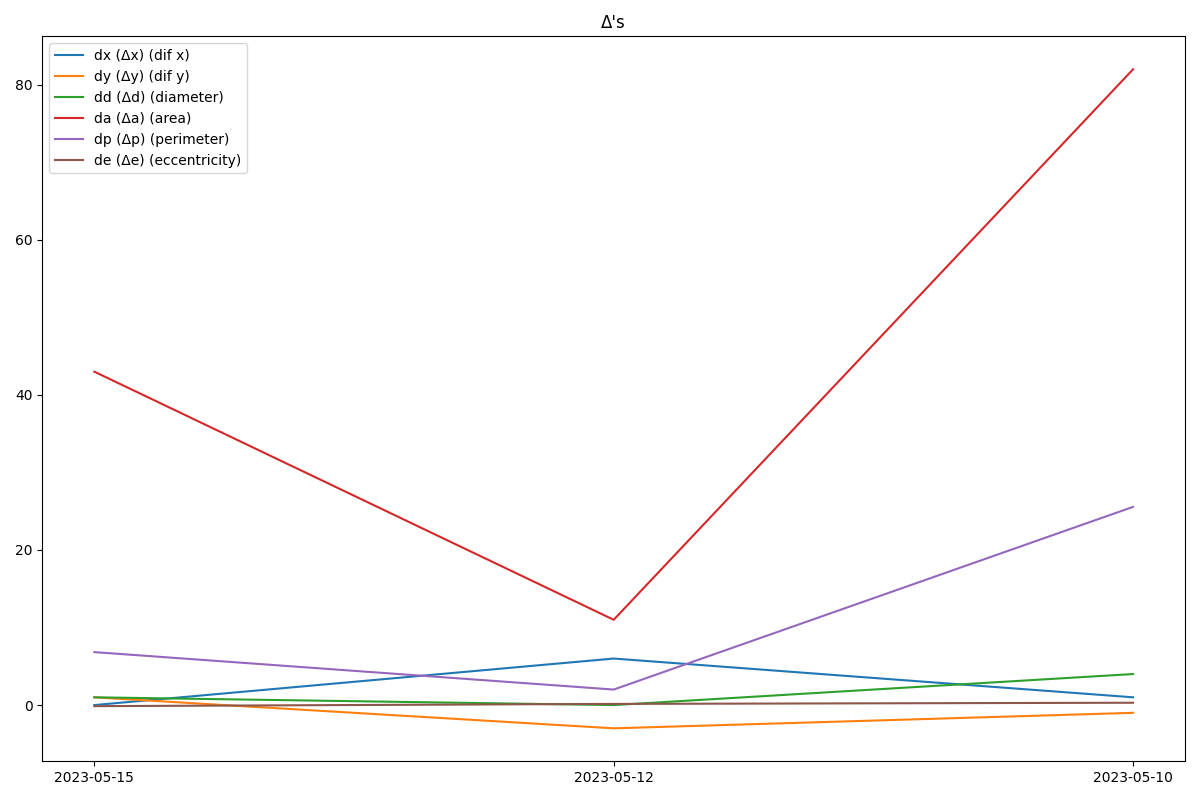 Δ's
dx (Δx) (dif x)
dy (Δy) (dif y)
dd (Δd) (diameter)
da (Δa) (area)
dp (Δp) (perimeter)
de (Δe) (eccentricity)
80
60
40
20
0
2023-05-15 2023-05-12 2023-05-10